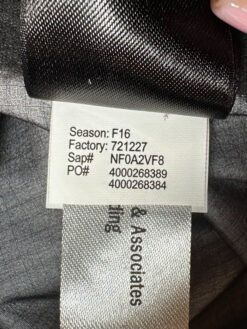 Season: F16
Factory: 721227
Sap# NF0A2VF8
PO# 4000268389
4000268384
& Associates
ding